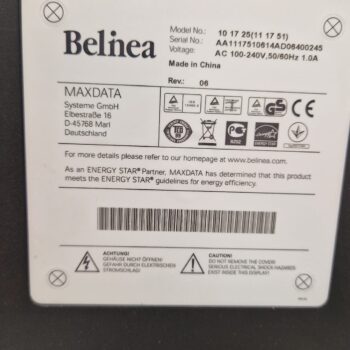 Belinea
Model No.: 10 17 25(11 17 51)
Serial No.: AA1117510614AD06400245
Voltage: AC 100-240V,50/60Hz 1.0A
Made in China
Rev.: 06
MAXDATA
Systeme GmbH
Elbestraße 16
D-45768 Marl
Deutschland
For more details please refer to our homepage at www.belinea.com.
As an ENERGY STAR® Partner, MAXDATA has determined that this product
meets the ENERGY STAR® guidelines for energy efficiency.
ACHTUNG!
GEHÄUSE NICHT ÖFFNEN!
GEFAHR DURCH ELEKTRISCHEN
STROMSCHLAG!
CAUTION!
DO NOT REMOVE THE COVER!
SERIOUS ELECTRICAL SHOCK HAZARDS
EXIST INSIDE THIS DISPLAY!